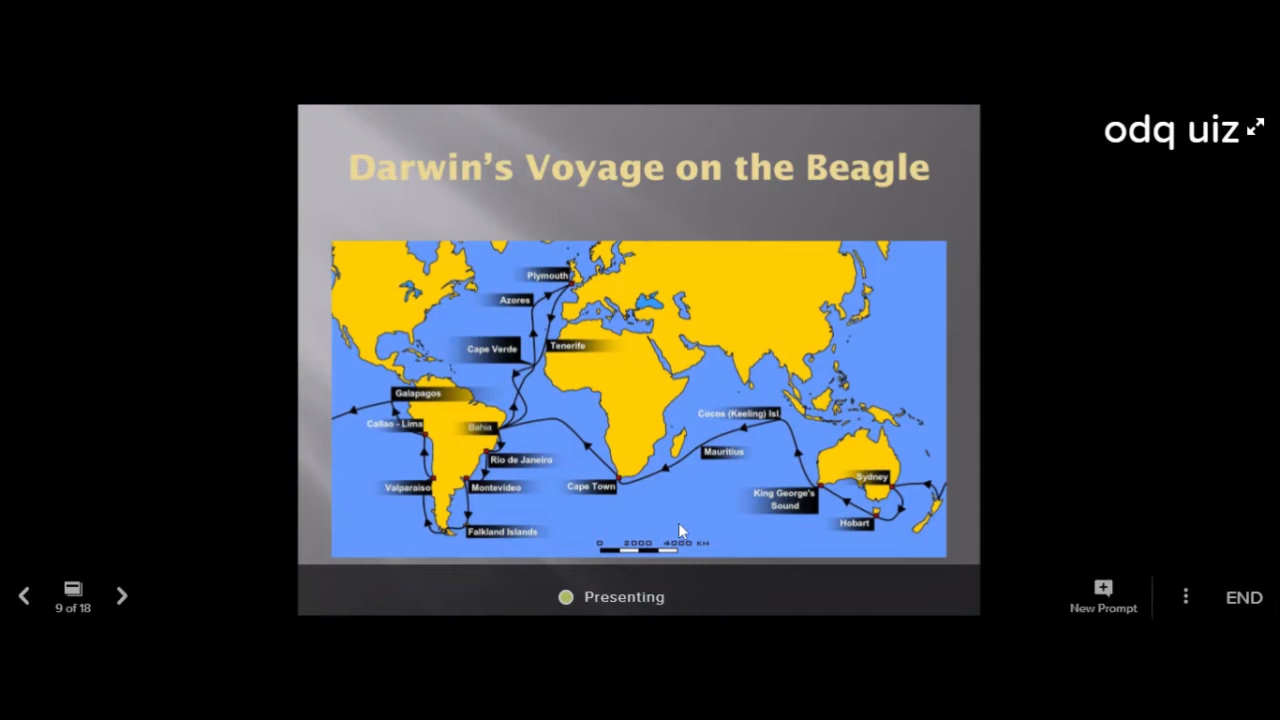 odq uiz
Darwin's Voyage on the Beagle
Plymouth
Azores
Tenerife
Cape Verde
Galapagos
Callao - Lima
Bahia
Cocos (Keeling) Isl.
Rio de Janeiro
Mauritius
Valparaiso
Montevideo
Cape Town
Sydney
King George's
Sound
Hobart
Falkland Islands
0 2000 4000 KM
Presenting
9 of 18
New Prompt
END